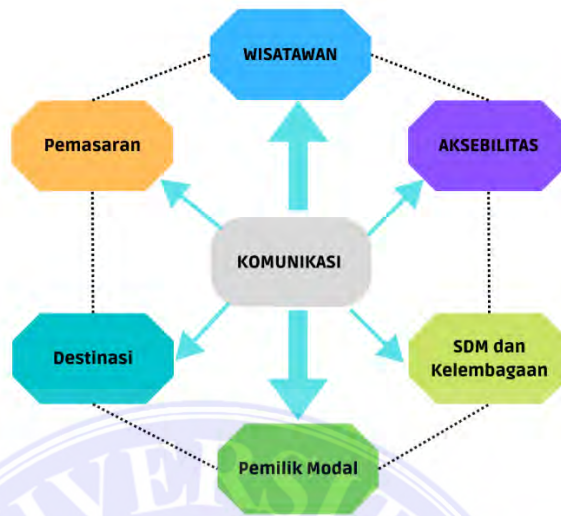 WISATAWAN
Pemasaran
AKSEBILITAS
KOMUNIKASI
Destinasi
SDM dan
Kelembagaan
Pemilik Modal